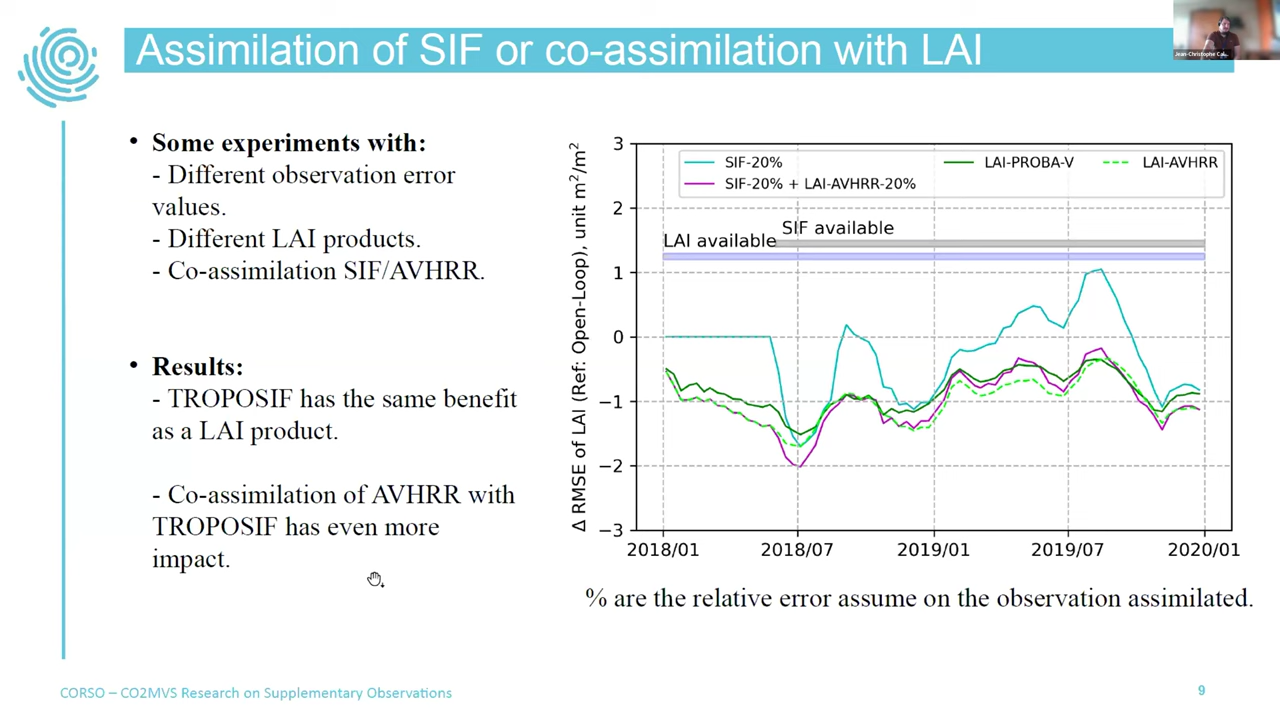 Assimilation of SIF or co-assimilation with LAI
• Some experiments with:
- Different observation error
values.
- Different LAI products.
- Co-assimilation SIF/AVHRR.
• Results:
- TROPOSIF has the same benefit
as a LAI product.
- Co-assimilation of AVHRR with
TROPOSIF has even more
impact.
Δ RMSE of LAI (Ref: Open-Loop), unit m²/m²
3
2
1
0
−1
−2
−3
SIF-20%
SIF-20% + LAI-AVHRR-20%
LAI-PROBA-V
LAI-AVHRR
SIF available
LAI available
2018/01
2018/07
2019/01
2019/07
2020/01
% are the relative error assume on the observation assimilated.
CORSO – CO2MVS Research on Supplementary Observations
9
Jean-Christophe